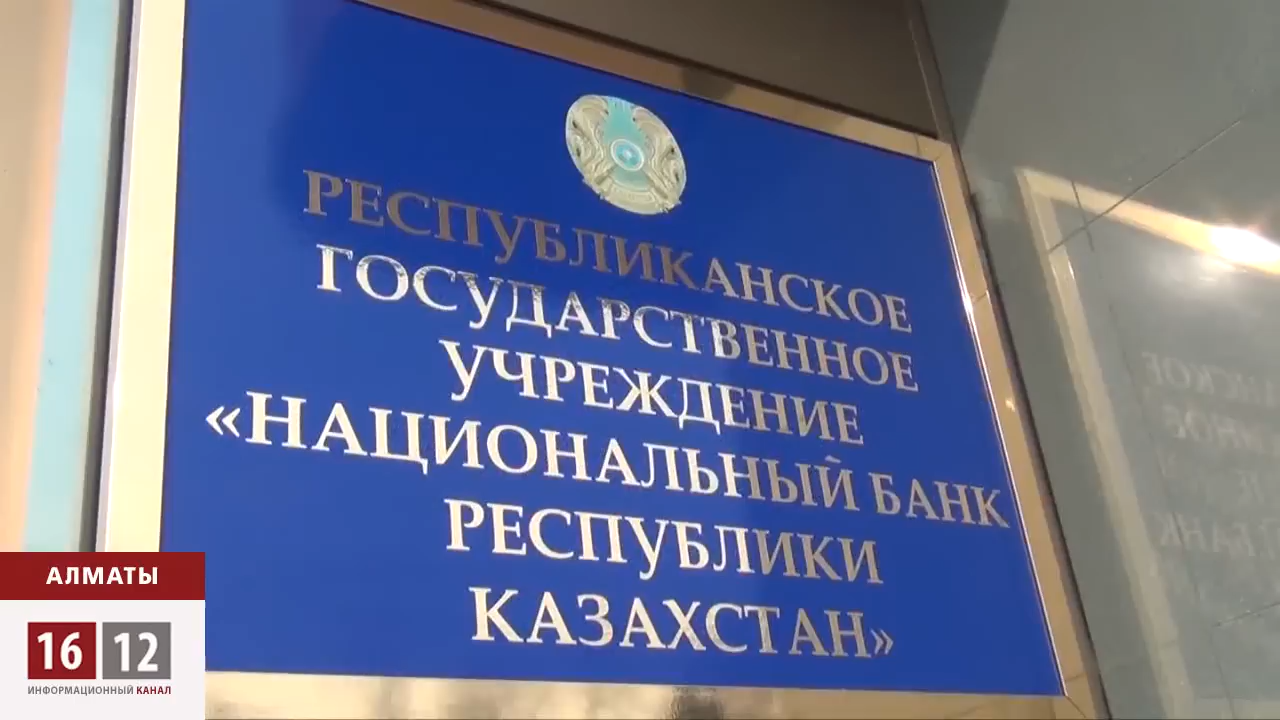 РЕСПУБЛИКАНСКОЕ
ГОСУДАРСТВЕННОЕ
УЧРЕЖДЕНИЕ
«НАЦИОНАЛЬНЫЙ БАНК
РЕСПУБЛИКИ
КАЗАХСТАН»
АЛМАТЫ
16 12
ИНФОРМАЦИОННЫЙ КАНАЛ